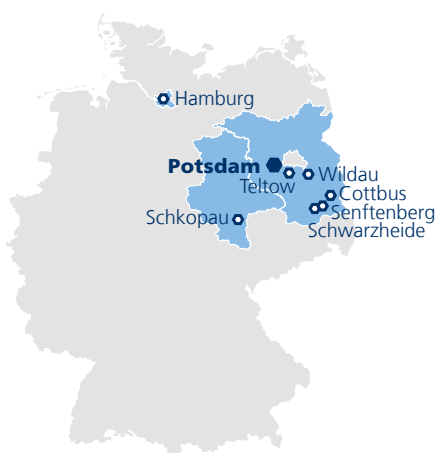 Hamburg
Potsdam
Wildau
Teltow
Cottbus
Senftenberg
Schkopau
Schwarzheide